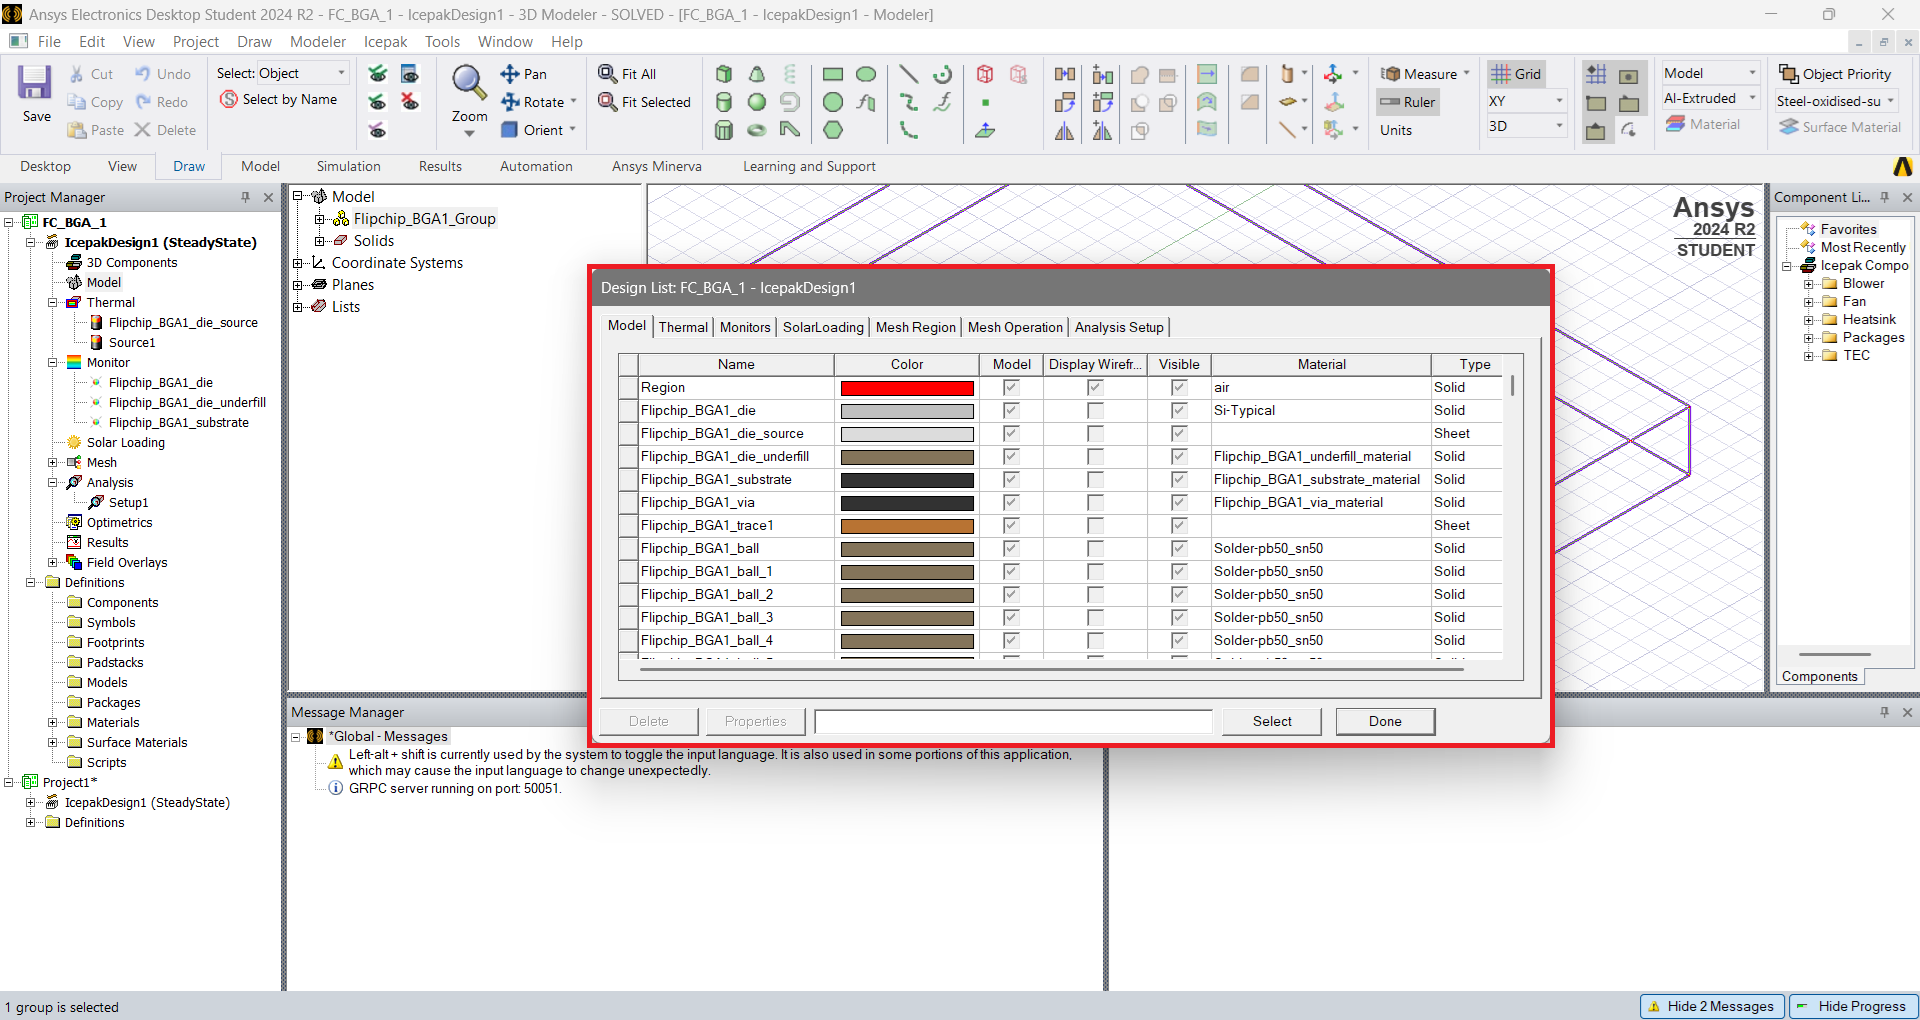 Ansys Electronics Desktop Student 2024 R2 - FC_BGA_1 - IcepakDesign1 - 3D Modeler - SOLVED - [FC_BGA_1 - IcepakDesign1 - Modeler]
File Edit View Project Draw Modeler Icepak Tools Window Help
Save
Cut
Copy
Paste
Undo
Redo
Delete
Select: Object
Select by Name
Zoom
Pan
Rotate
Orient
Fit All
Fit Selected
Measure
Ruler
Units
Grid
XY
3D
Model
Al-Extruded
Material
Object Priority
Steel-oxidised-su
Surface Material
Desktop View Draw Model Simulation Results Automation Ansys Minerva Learning and Support
Project Manager
FC_BGA_1
IcepakDesign1 (SteadyState)
3D Components
Model
Thermal
Flipchip_BGA1_die_source
Source1
Monitor
Flipchip_BGA1_die
Flipchip_BGA1_die_underfill
Flipchip_BGA1_substrate
Solar Loading
Mesh
Analysis
Setup1
Optimetrics
Results
Field Overlays
Definitions
Components
Symbols
Footprints
Padstacks
Models
Packages
Materials
Surface Materials
Scripts
Project1*
IcepakDesign1 (SteadyState)
Definitions
Model
Flipchip_BGA1_Group
Solids
Coordinate Systems
Planes
Lists
Ansys
2024 R2
STUDENT
Component Li...
Favorites
Most Recently
Icepak Compo
Blower
Fan
Heatsink
Packages
TEC
Components
Design List: FC_BGA_1 - IcepakDesign1
Model Thermal Monitors SolarLoading Mesh Region Mesh Operation Analysis Setup
Name Color Model Display Wirefr... Visible Material Type
Region air Solid
Flipchip_BGA1_die Si-Typical Solid
Flipchip_BGA1_die_source Sheet
Flipchip_BGA1_die_underfill Flipchip_BGA1_underfill_material Solid
Flipchip_BGA1_substrate Flipchip_BGA1_substrate_material Solid
Flipchip_BGA1_via Flipchip_BGA1_via_material Solid
Flipchip_BGA1_trace1 Sheet
Flipchip_BGA1_ball Solder-pb50_sn50 Solid
Flipchip_BGA1_ball_1 Solder-pb50_sn50 Solid
Flipchip_BGA1_ball_2 Solder-pb50_sn50 Solid
Flipchip_BGA1_ball_3 Solder-pb50_sn50 Solid
Flipchip_BGA1_ball_4 Solder-pb50_sn50 Solid
Delete Properties Select Done
Message Manager
*Global - Messages
Left-alt + shift is currently used by the system to toggle the input language. It is also used in some portions of this application,
which may cause the input language to change unexpectedly.
GRPC server running on port: 50051.
1 group is selected
Hide 2 Messages
Hide Progress